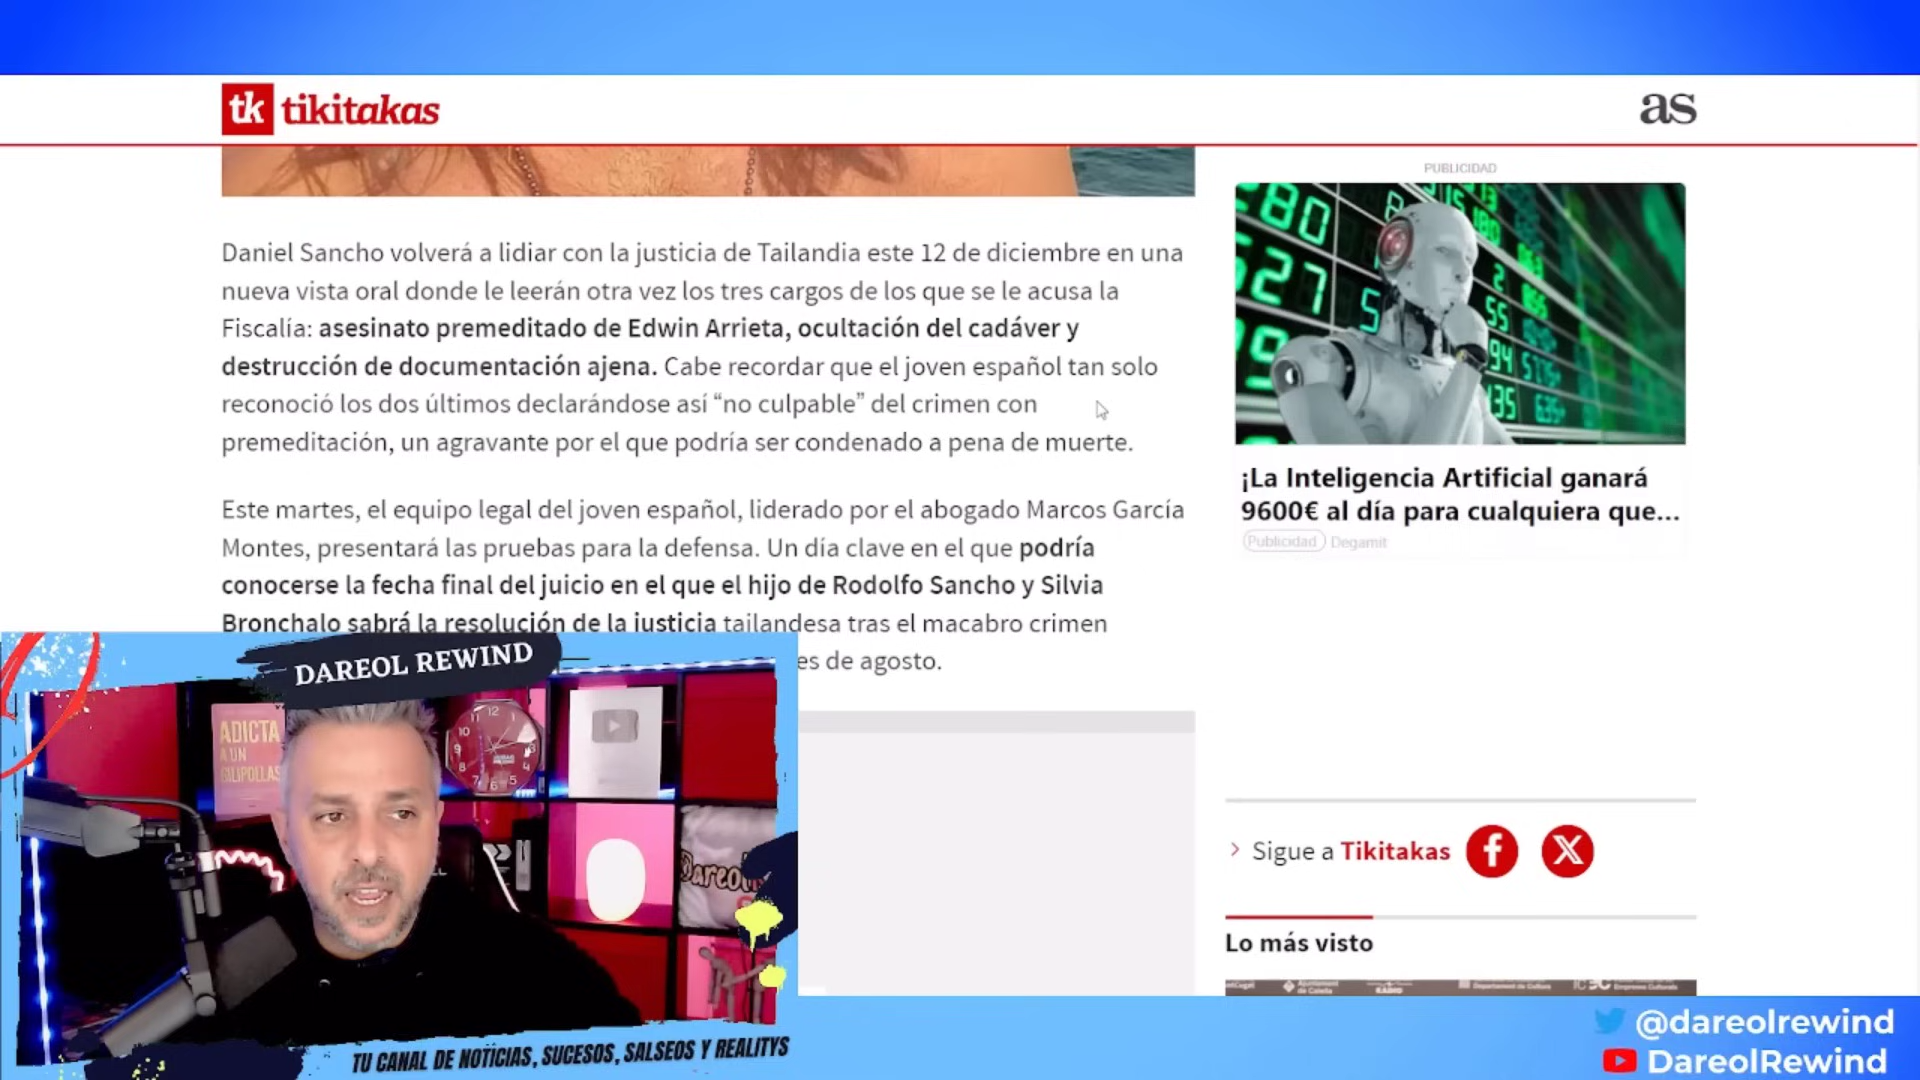 tk tikitakas
as
PUBLICIDAD
Daniel Sancho volverá a lidiar con la justicia de Tailandia este 12 de diciembre en una
nueva vista oral donde le leerán otra vez los tres cargos de los que se le acusa la
Fiscalía: asesinato premeditado de Edwin Arrieta, ocultación del cadáver y
destrucción de documentación ajena. Cabe recordar que el joven español tan solo
reconoció los dos últimos declarándose así “no culpable” del crimen con
premeditación, un agravante por el que podría ser condenado a pena de muerte.
Este martes, el equipo legal del joven español, liderado por el abogado Marcos García
Montes, presentará las pruebas para la defensa. Un día clave en el que podría
conocerse la fecha final del juicio en el que el hijo de Rodolfo Sancho y Silvia
Bronchalo sabrá la resolución de la justicia tailandesa tras el macabro crimen
es de agosto.
¡La Inteligencia Artificial ganará
9600€ al día para cualquiera que...
Publicidad Degamit
Sigue a Tikitakas
Lo más visto
DAREOL REWIND
ADICTA
A UN
GILIPOLLAS
Dareol
TU CANAL DE NOTICIAS, SUCESOS, SALSEOS Y REALITYS
@dareolrewind
DareolRewind